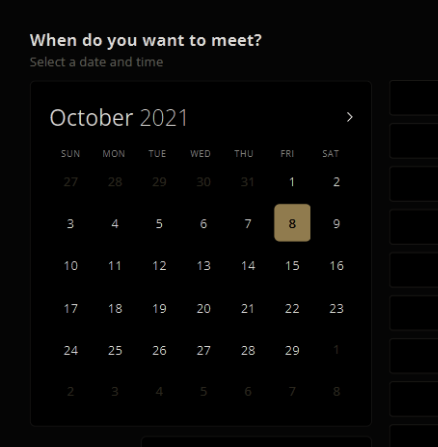 When do you want to meet?
Select a date and time
October 2021 >
SUN MON TUE WED THU FRI SAT
27 28 29 30 31 1 2
3 4 5 6 7 8 9
10 11 12 13 14 15 16
17 18 19 20 21 22 23
24 25 26 27 28 29 1
2 3 4 5 6 7 8